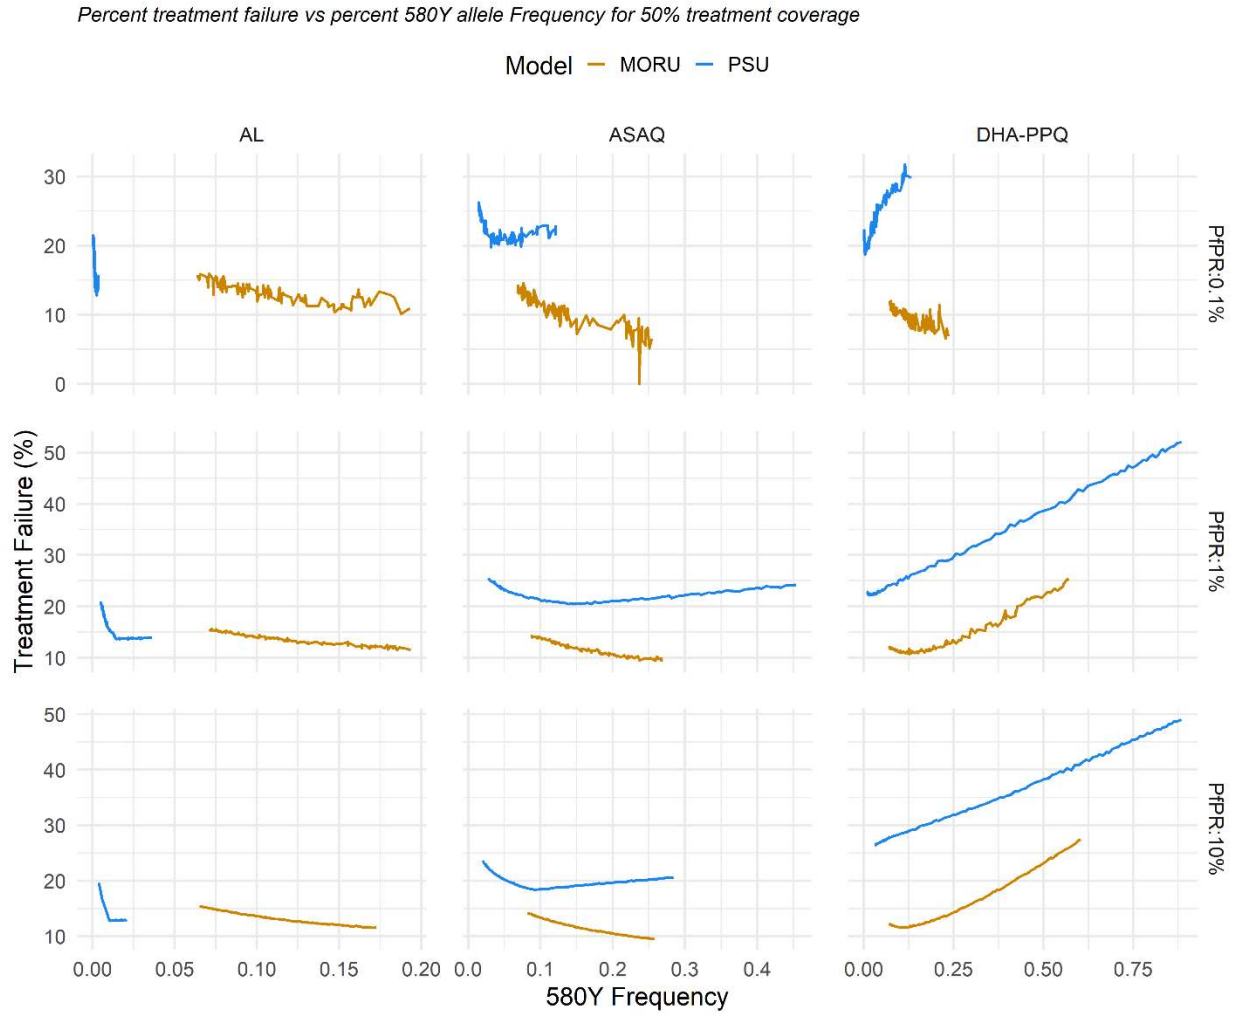 Percent treatment failure vs percent 580Y allele Frequency for 50% treatment coverage
Model MORU PSU
AL ASAQ DHA-PPQ
30
20
10
0
PfPR:0.1%
50
40
30
20
10
PfPR:1%
50
40
30
20
10
PfPR:10%
Treatment Failure (%)
0.00 0.05 0.10 0.15 0.20 0.0 0.1 0.2 0.3 0.4 0.00 0.25 0.50 0.75
580Y Frequency